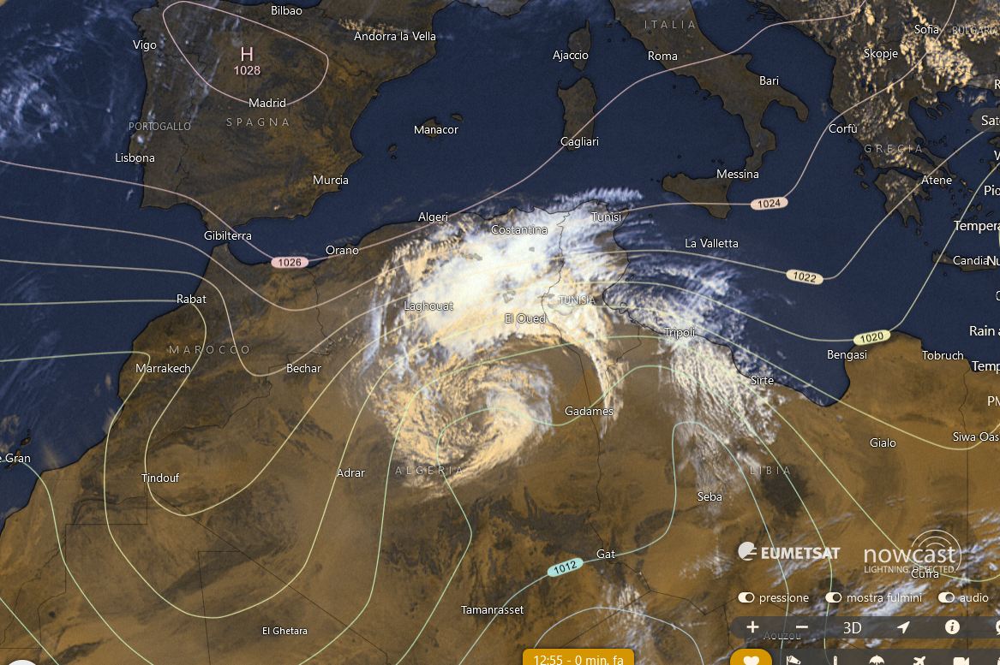 Bilbao
Vigo
Andorra la Vella
H
1028
Madrid
SPAGNA
PORTOGALLO
Lisbona
Murcia
Gibilterra
Manacor
Ajaccio
Cagliari
ITALIA
Roma
Bari
Messina
Sofia
BULGARIA
Skopje
Corfù
GRECIA
Atene
Candia
Algeri
Costantina
Tunisi
La Valletta
1024
1026
Orano
1022
1020
Rabat
Laghouat
El Oued
TUNISIA
Tripoli
Bengasi
Tobruch
MAROCCO
Marrakech
Bechar
Sirte
Gadames
Gialo
Siwa Oas
Tindouf
Adrar
ALGERIA
LIBIA
Seba
Gat
1012
Tamanrasset
El Ghetara
Cufra
Aouzou
Sat
Pio
Tempera
Nu
Rain a
Temp
PM
e Gran
EUMETSAT
nowcast
LIGHTNING. DETECTED.
pressione
mostra fulmini
audio
+ − 3D
12:55 - 0 min. fa